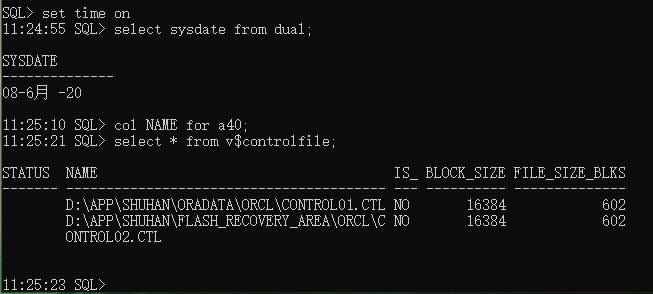 SQL> set time on
11:24:55 SQL> select sysdate from dual;
SYSDATE
--------------
08-6月 -20
11:25:10 SQL> col NAME for a40;
11:25:21 SQL> select * from v$controlfile;
STATUS  NAME                                     IS_ BLOCK_SIZE FILE_SIZE_BLKS
------- ---------------------------------------- --- ---------- --------------
        D:\APP\SHUHAN\ORADATA\ORCL\CONTROL01.CTL NO       16384            602
        D:\APP\SHUHAN\FLASH_RECOVERY_AREA\ORCL\C NO       16384            602
        ONTROL02.CTL
11:25:23 SQL>